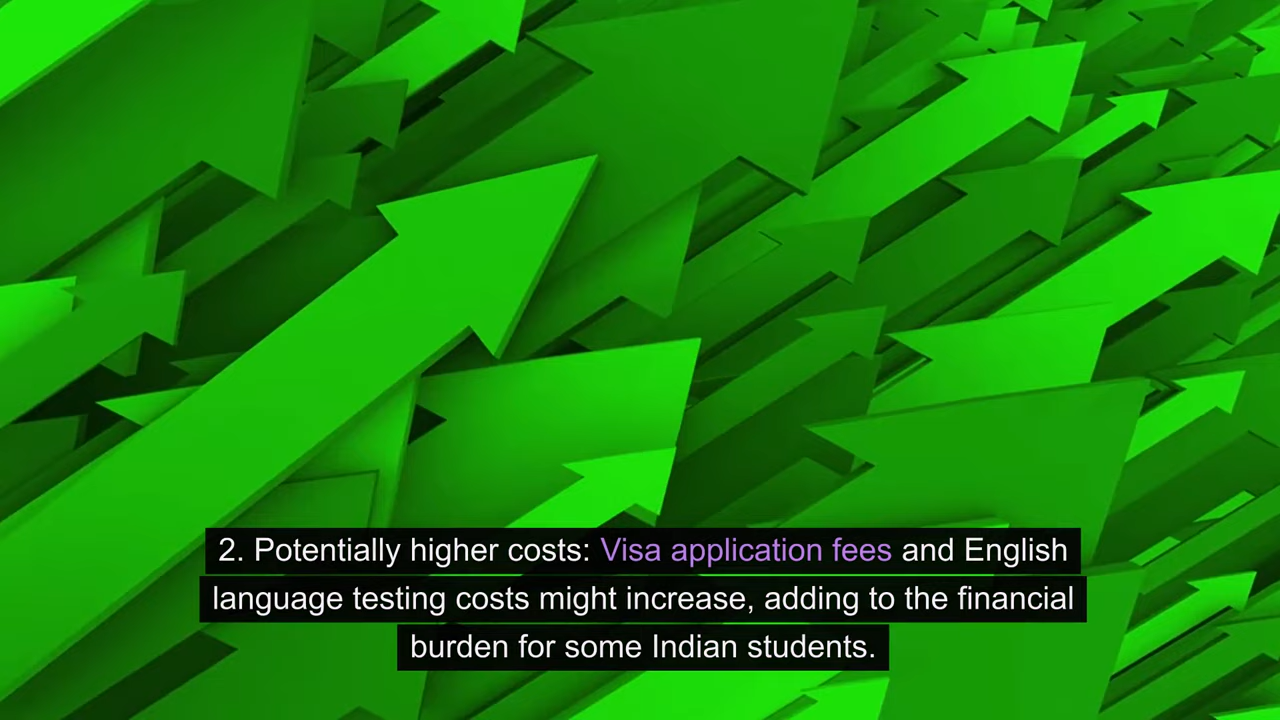 2. Potentially higher costs: Visa application fees and English
language testing costs might increase, adding to the financial
burden for some Indian students.